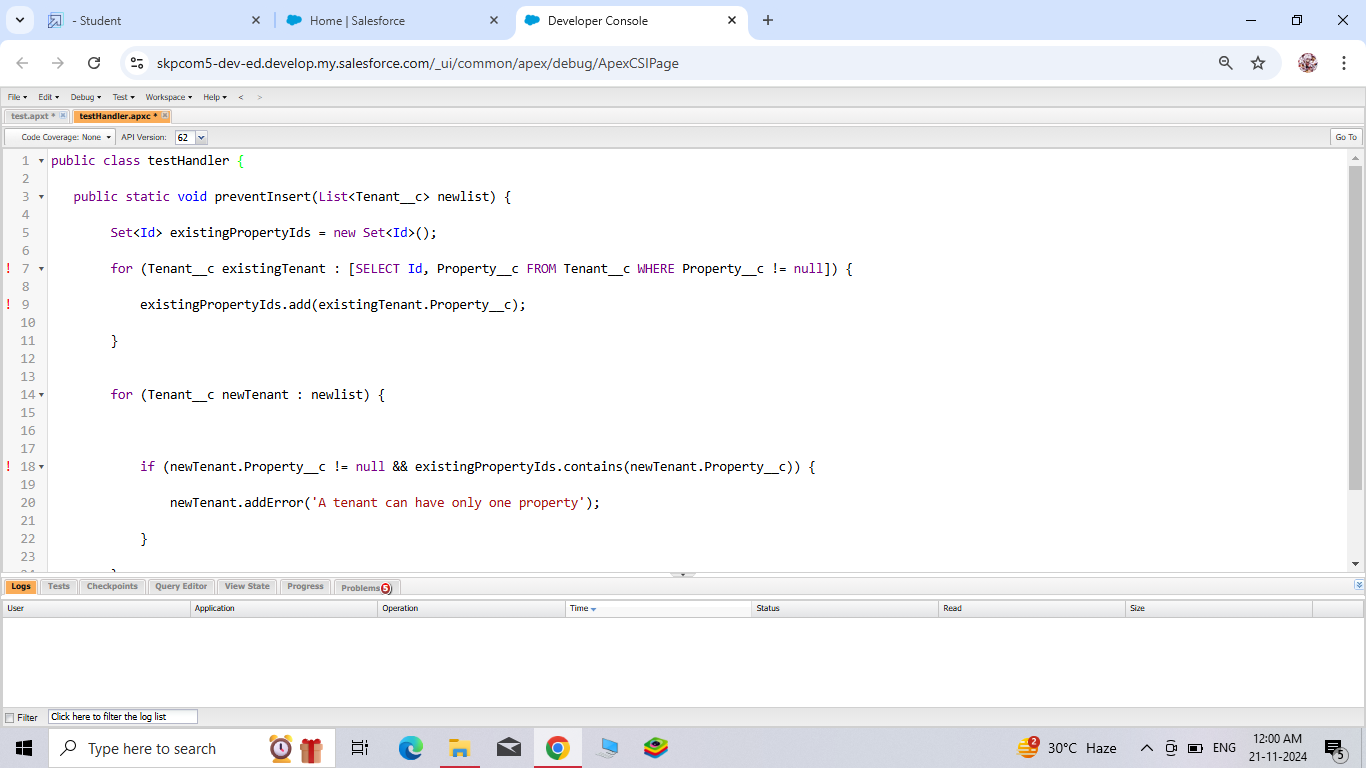 - Student
Home | Salesforce
Developer Console
skpcom5-dev-ed.develop.my.salesforce.com/_ui/common/apex/debug/ApexCSIPage
File Edit Debug Test Workspace Help < >
test.apxt * testHandler.apxc *
Code Coverage: None API Version: 62 Go To
1 public class testHandler {
2
3 public static void preventInsert(List<Tenant__c> newlist) {
4
5 Set<Id> existingPropertyIds = new Set<Id>();
6
! 7 for (Tenant__c existingTenant : [SELECT Id, Property__c FROM Tenant__c WHERE Property__c != null]) {
8
! 9 existingPropertyIds.add(existingTenant.Property__c);
10
11 }
12
13
14 for (Tenant__c newTenant : newlist) {
15
16
17
! 18 if (newTenant.Property__c != null && existingPropertyIds.contains(newTenant.Property__c)) {
19
20 newTenant.addError('A tenant can have only one property');
21
22 }
23
Logs Tests Checkpoints Query Editor View State Progress Problems 5
User Application Operation Time Status Read Size
Filter Click here to filter the log list
Type here to search
2 30°C Haze ENG 12:00 AM
21-11-2024 5